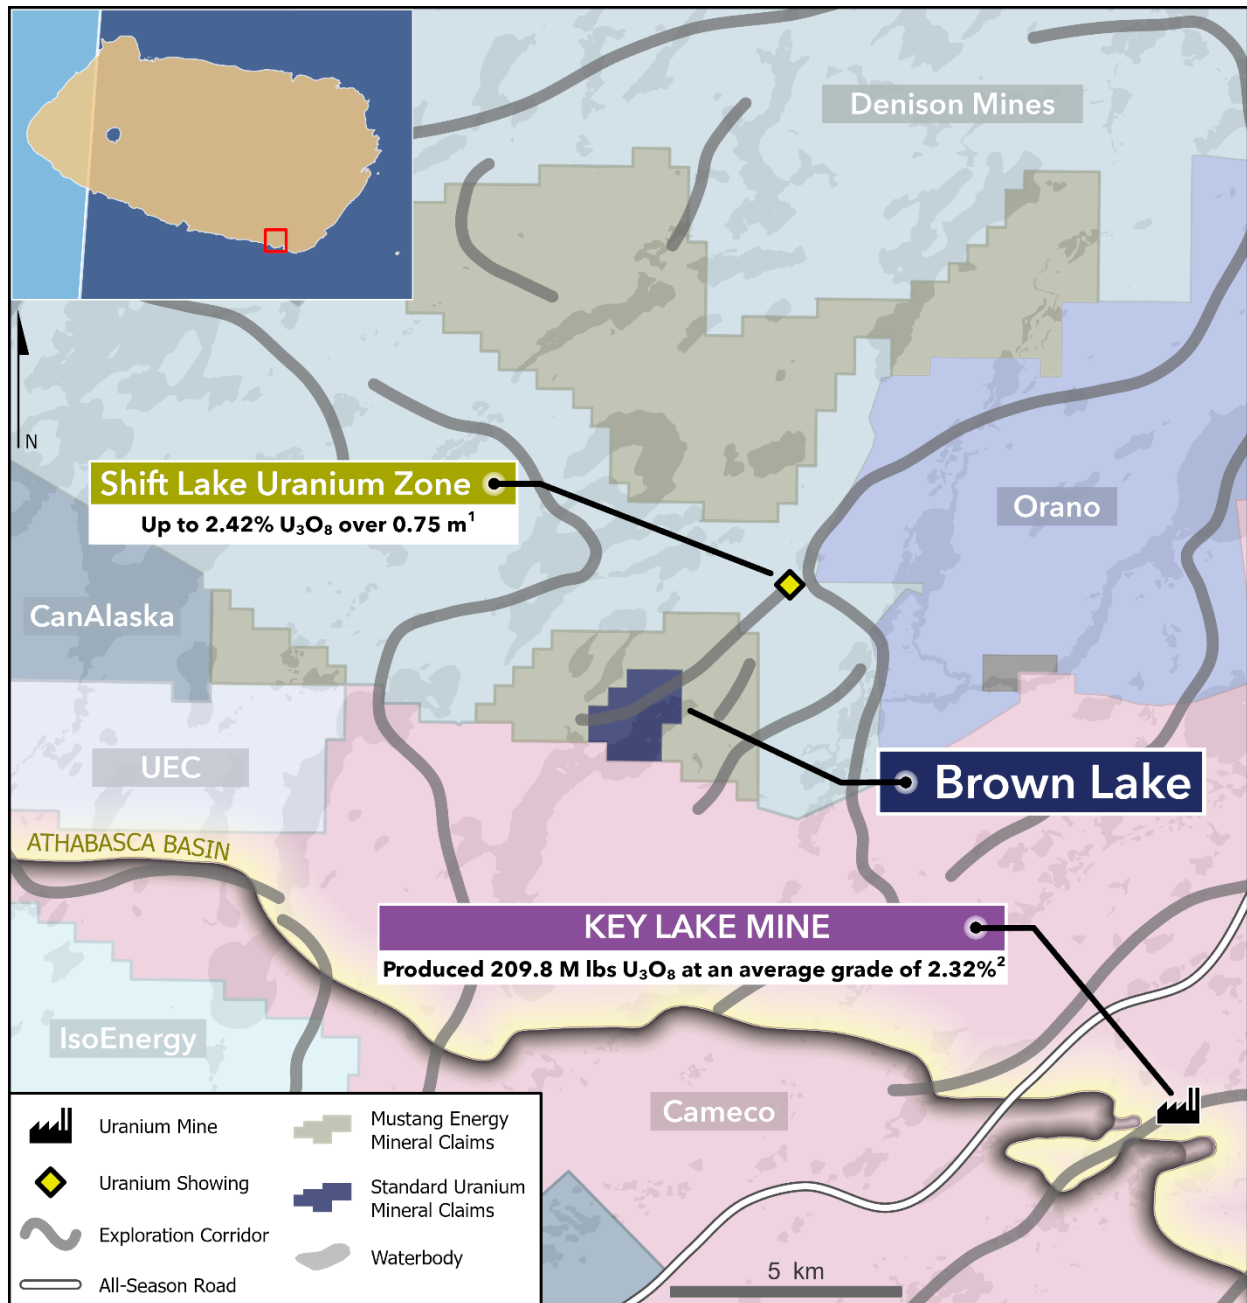 Denison Mines
N
Shift Lake Uranium Zone
Up to 2.42% U₃O₈ over 0.75 m¹
Orano
CanAlaska
UEC
Brown Lake
ATHABASCA BASIN
KEY LAKE MINE
Produced 209.8 M lbs U₃O₈ at an average grade of 2.32%²
IsoEnergy
Cameco
Uranium Mine
Uranium Showing
Exploration Corridor
All-Season Road
Mustang Energy
Mineral Claims
Standard Uranium
Mineral Claims
Waterbody
5 km